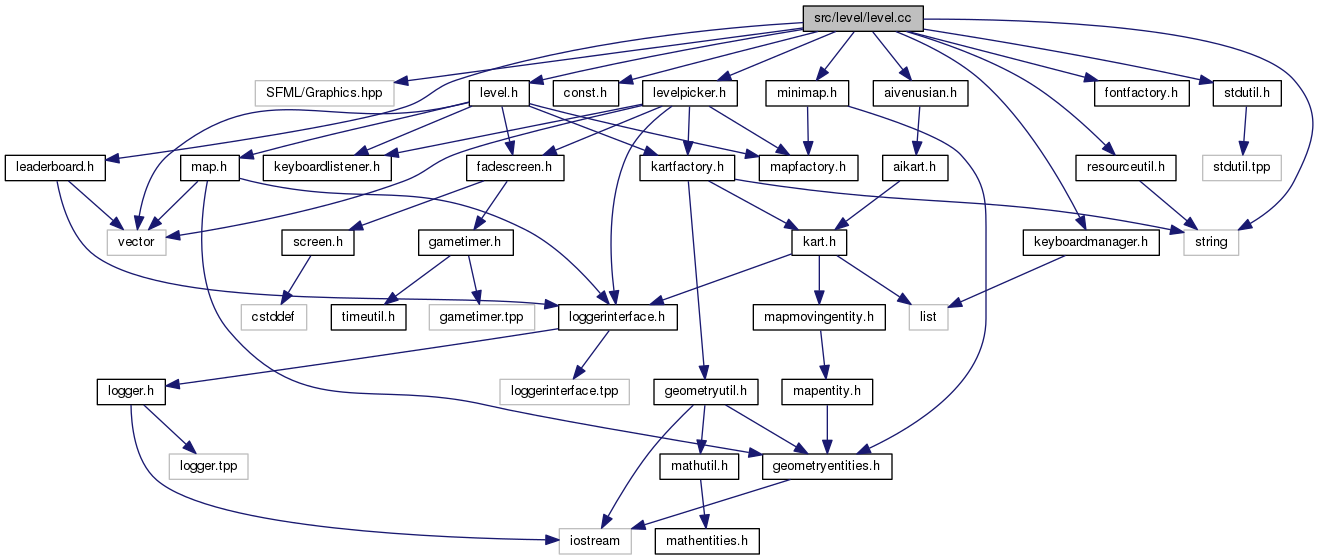 src/level/level.cc
SFML/Graphics.hpp
level.h
const.h
levelpicker.h
minimap.h
aivenusian.h
fontfactory.h
stdutil.h
leaderboard.h
map.h
keyboardlistener.h
fadescreen.h
kartfactory.h
mapfactory.h
aikart.h
resourceutil.h
stdutil.tpp
vector
screen.h
gametimer.h
kart.h
keyboardmanager.h
string
cstddef
timeutil.h
gametimer.tpp
loggerinterface.h
mapmovingentity.h
list
logger.h
loggerinterface.tpp
geometryutil.h
mapentity.h
logger.tpp
mathutil.h
geometryentities.h
iostream
mathentities.h